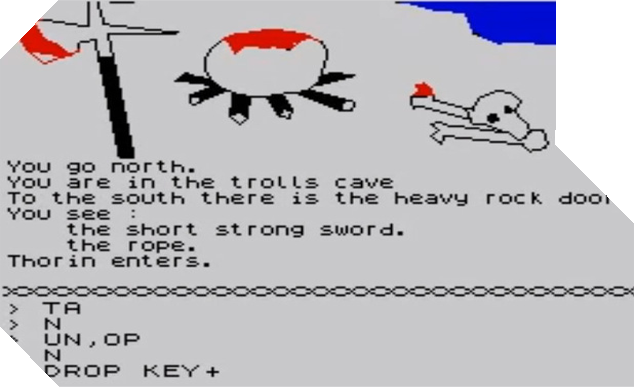 You go north.
You are in the trolls cave
To the south there is the heavy rock door
You see :
the short strong sword.
the rope.
Thorin enters.
> TA
> N
> UN,OP
N
DROP KEY+